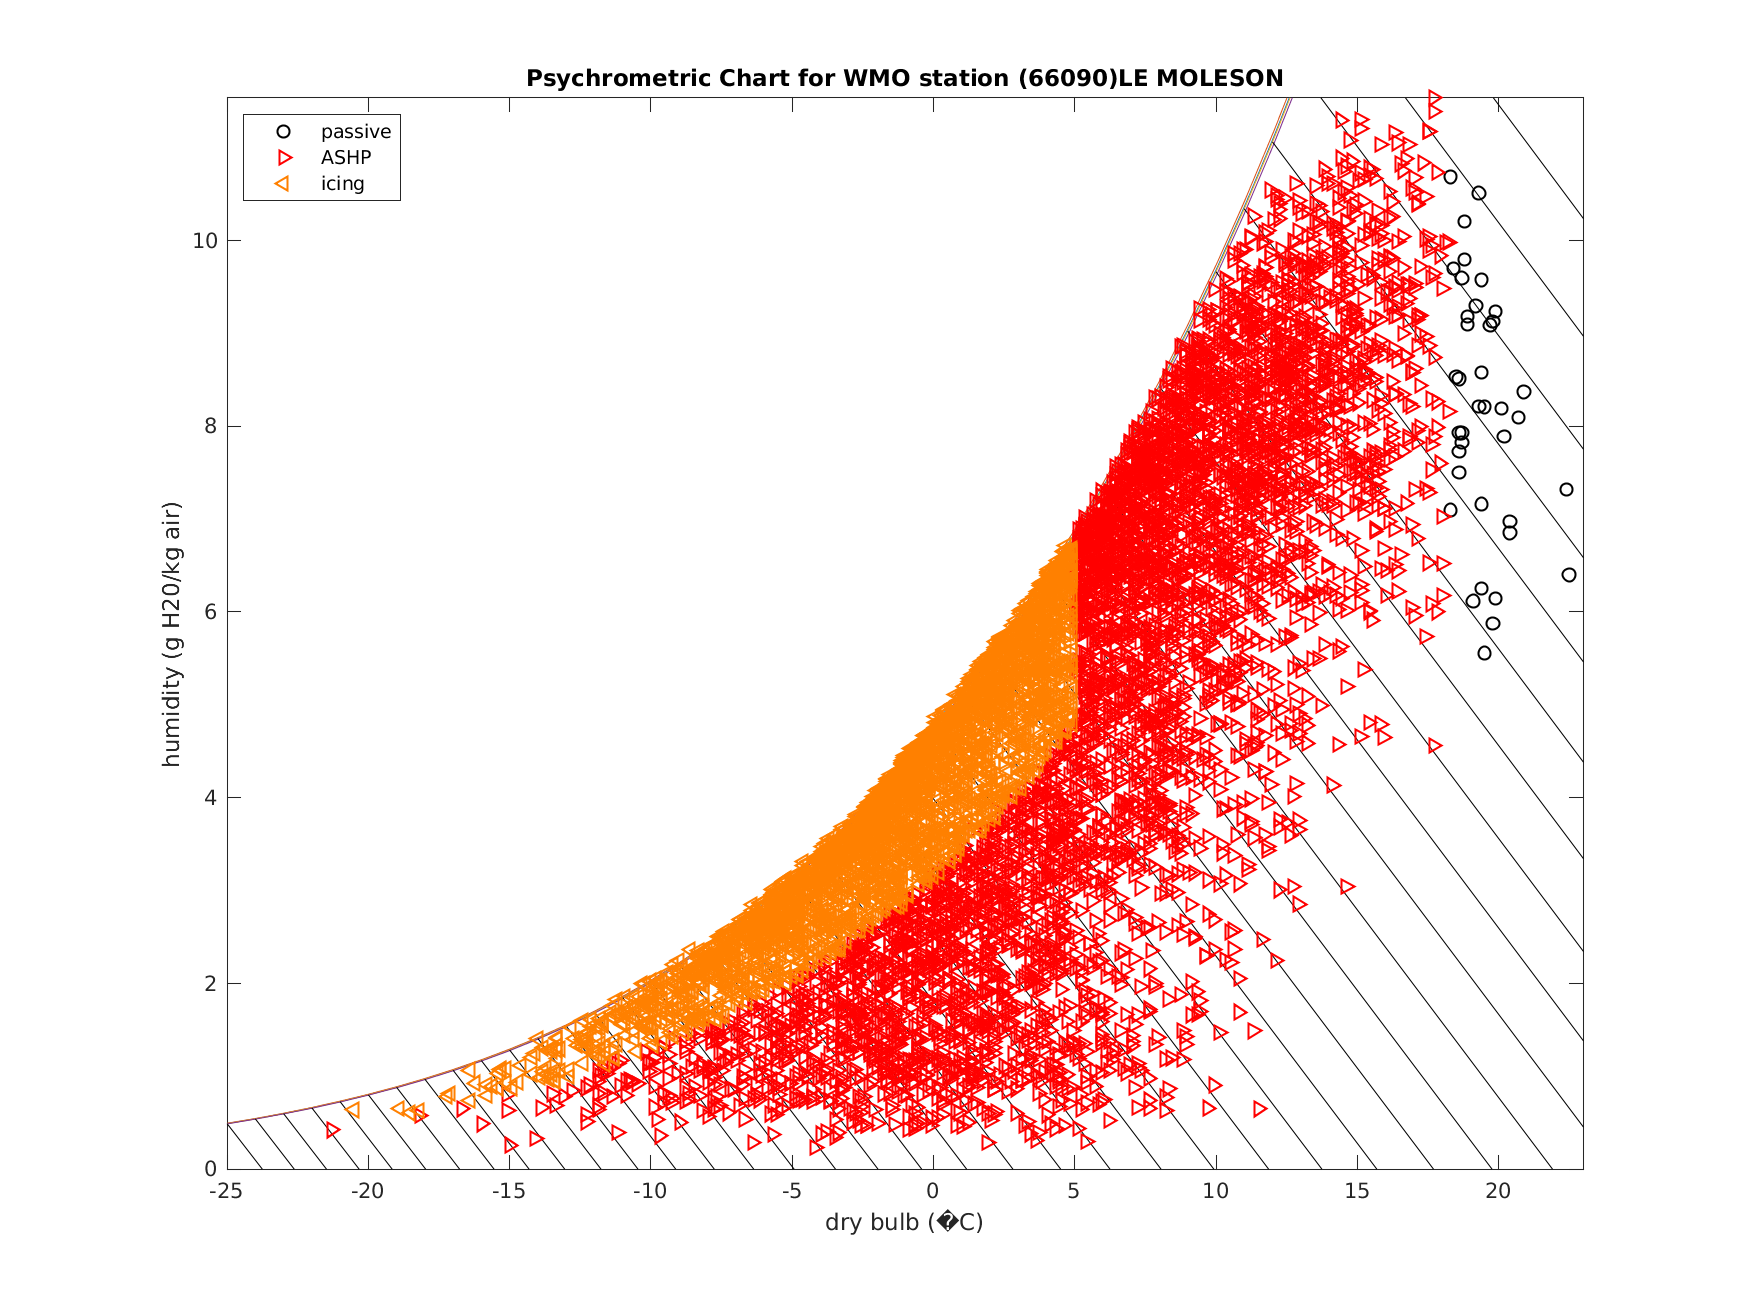 Psychrometric Chart for WMO station (66090)LE MOLESON
passive
ASHP
icing
10
8
6
4
2
0
humidity (g H20/kg air)
-25 -20 -15 -10 -5 0 5 10 15 20
dry bulb (�C)